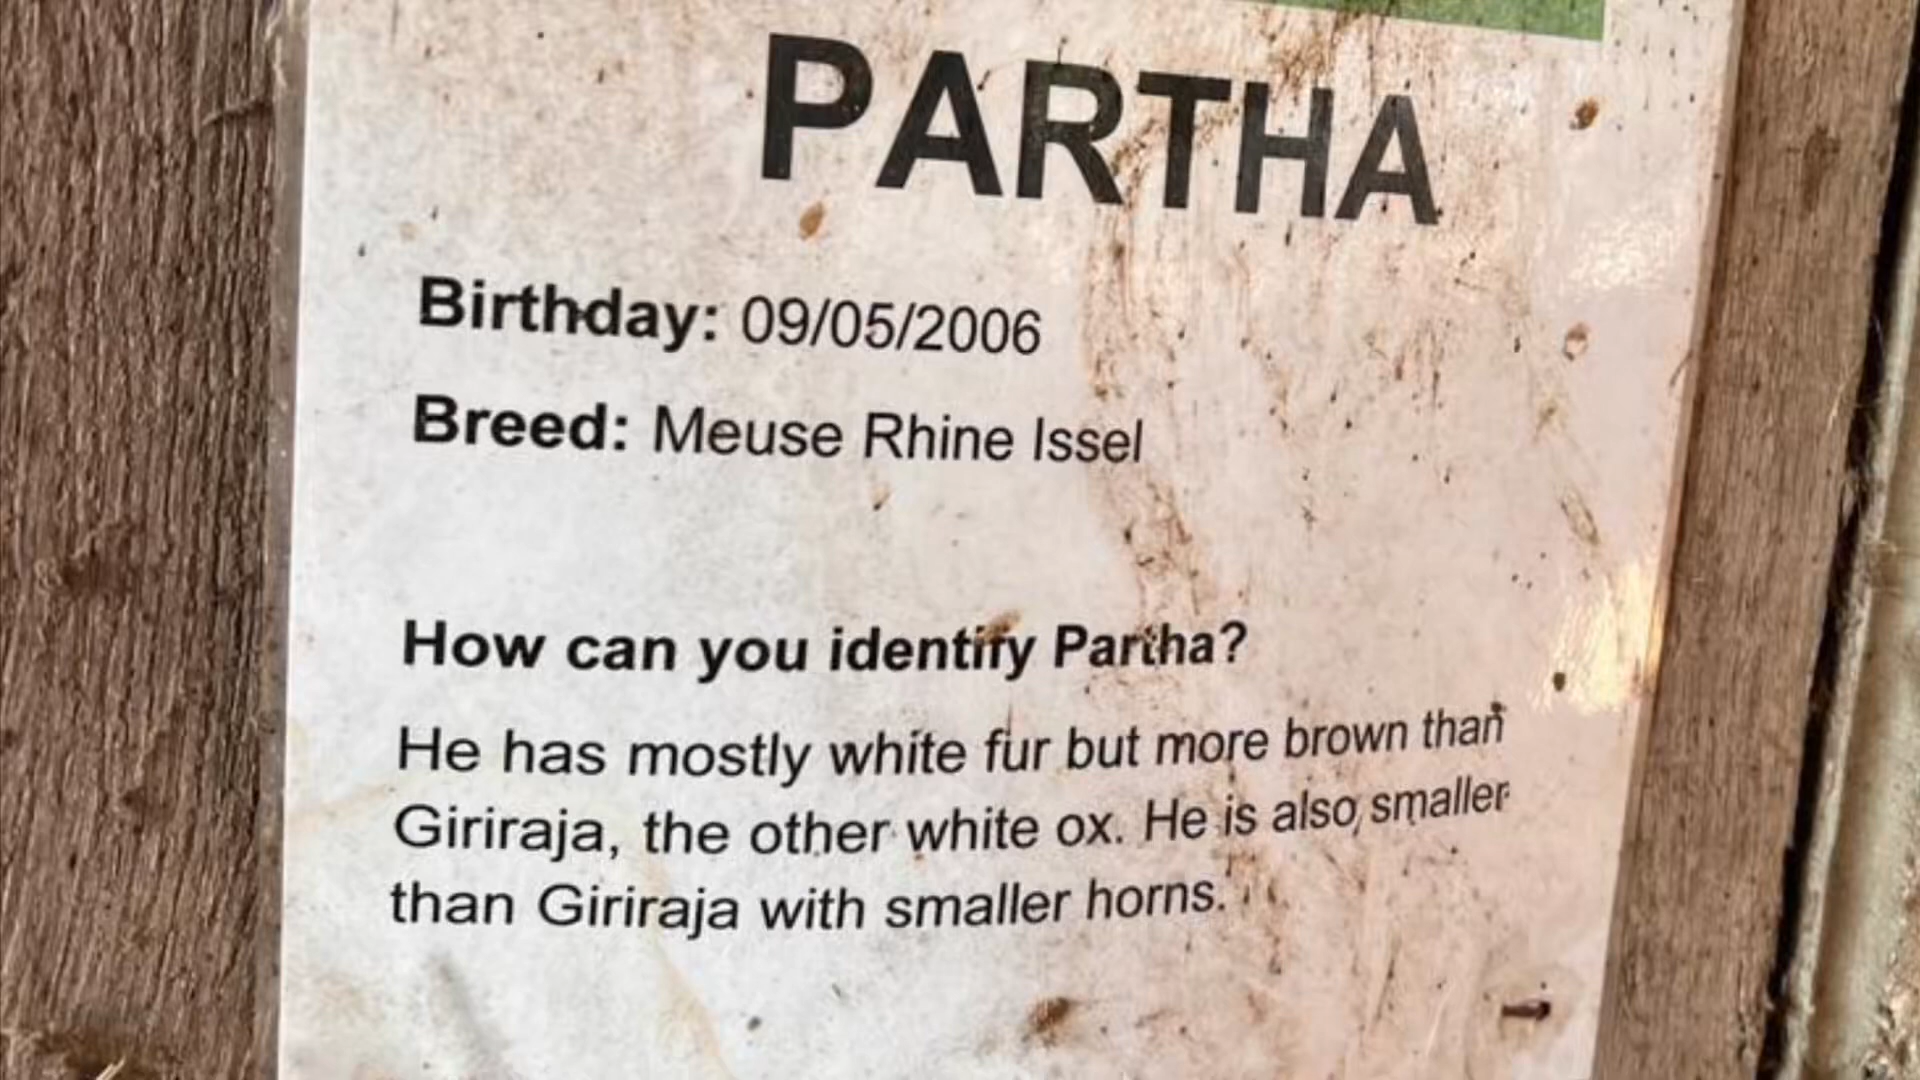 PARTHA
Birthday: 09/05/2006
Breed: Meuse Rhine Issel
How can you identify Partha?
He has mostly white fur but more brown than
Giriraja, the other white ox. He is also smaller
than Giriraja with smaller horns.